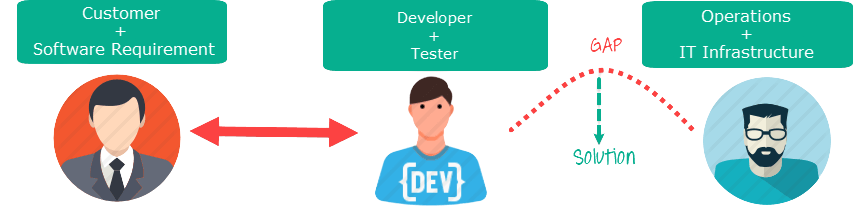 Customer
+
Software Requirement
Developer
+
Tester
Operations
+
IT Infrastructure
GAP
Solution
{DEV}